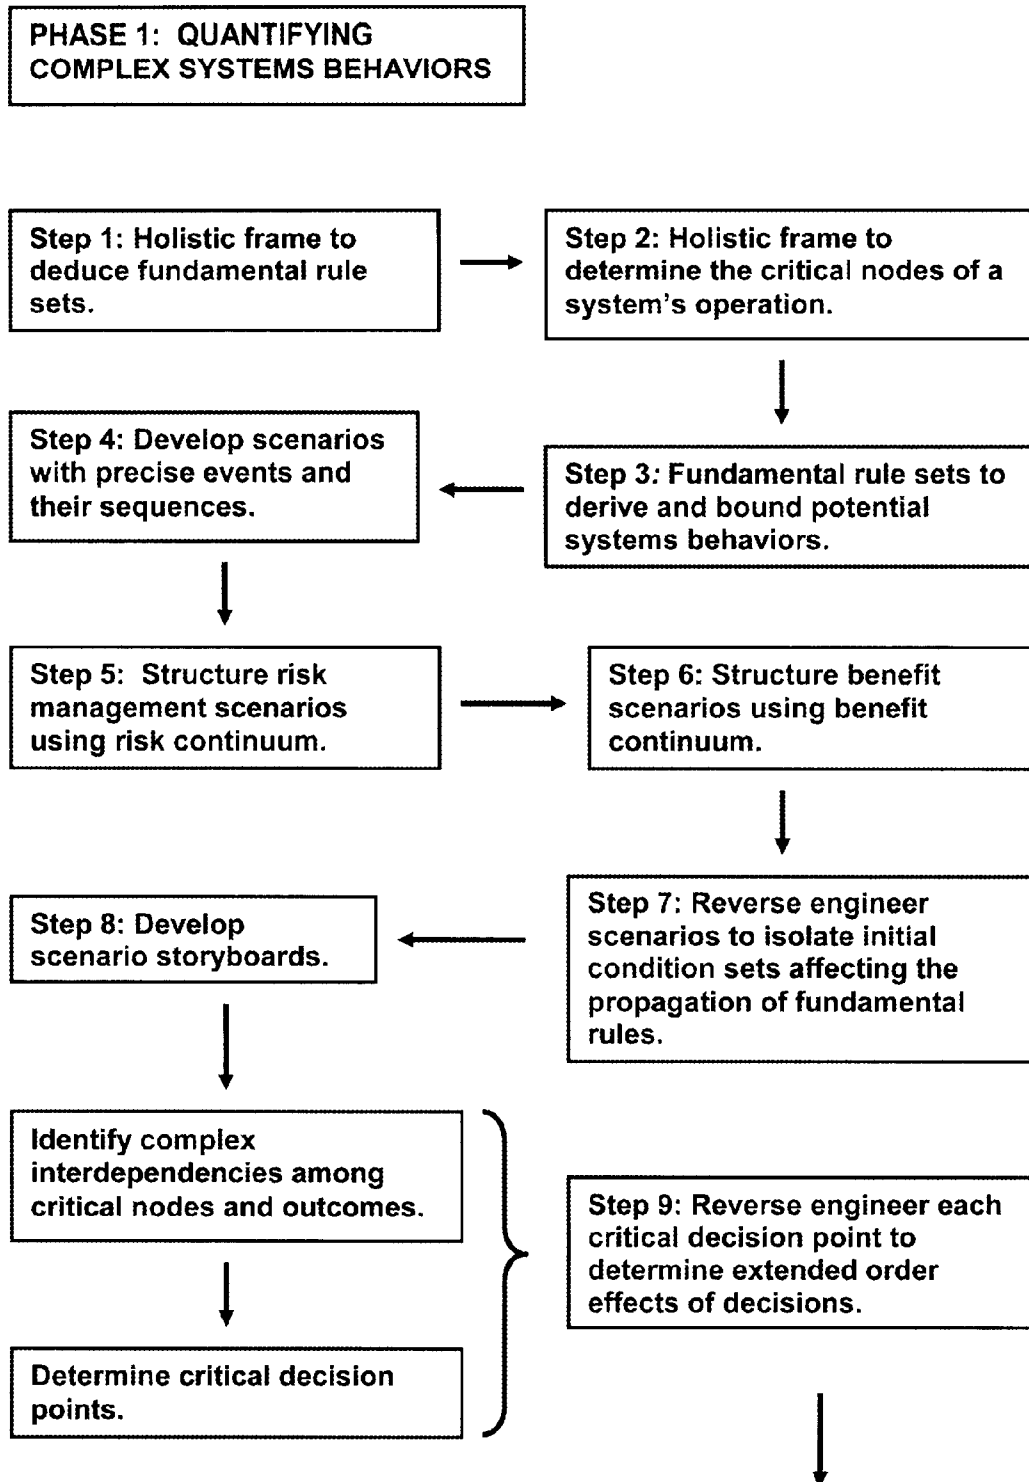 PHASE 1: QUANTIFYING
COMPLEX SYSTEMS BEHAVIORS
Step 1: Holistic frame to
deduce fundamental rule
sets.
Step 2: Holistic frame to
determine the critical nodes of a
system's operation.
Step 3: Fundamental rule sets to
derive and bound potential
systems behaviors.
Step 4: Develop scenarios
with precise events and
their sequences.
Step 5: Structure risk
management scenarios
using risk continuum.
Step 6: Structure benefit
scenarios using benefit
continuum.
Step 7: Reverse engineer
scenarios to isolate initial
condition sets affecting the
propagation of fundamental
rules.
Step 8: Develop
scenario storyboards.
Identify complex
interdependencies among
critical nodes and outcomes.
Determine critical decision
points.
Step 9: Reverse engineer each
critical decision point to
determine extended order
effects of decisions.